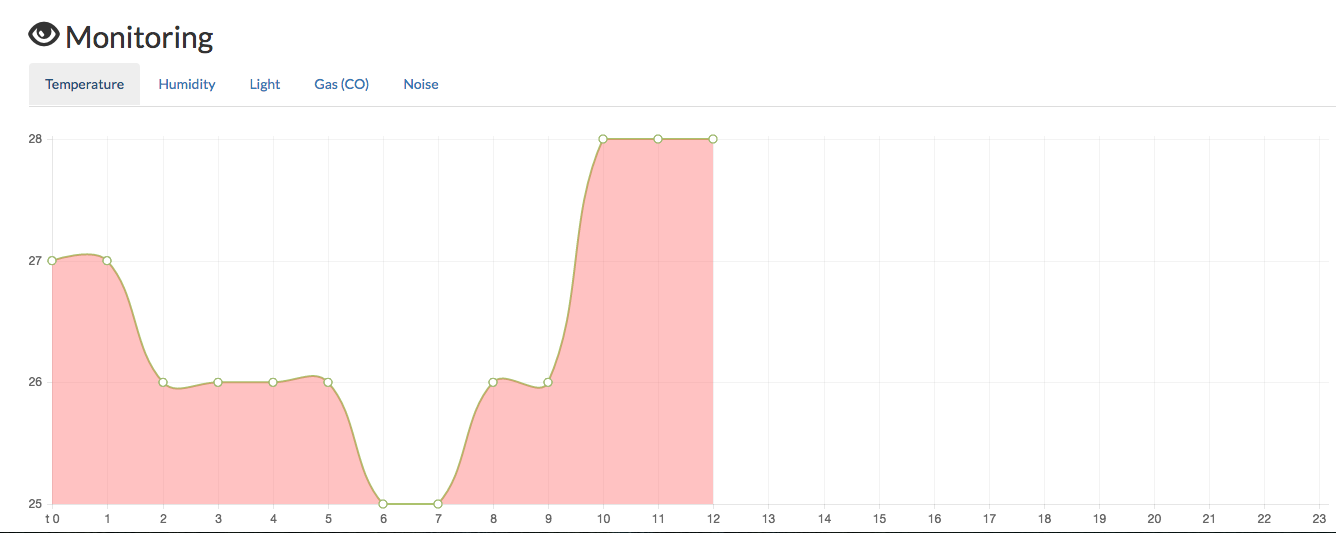 Monitoring
Temperature Humidity Light Gas (CO) Noise
28
27
26
25
t 0 1 2 3 4 5 6 7 8 9 10 11 12 13 14 15 16 17 18 19 20 21 22 23